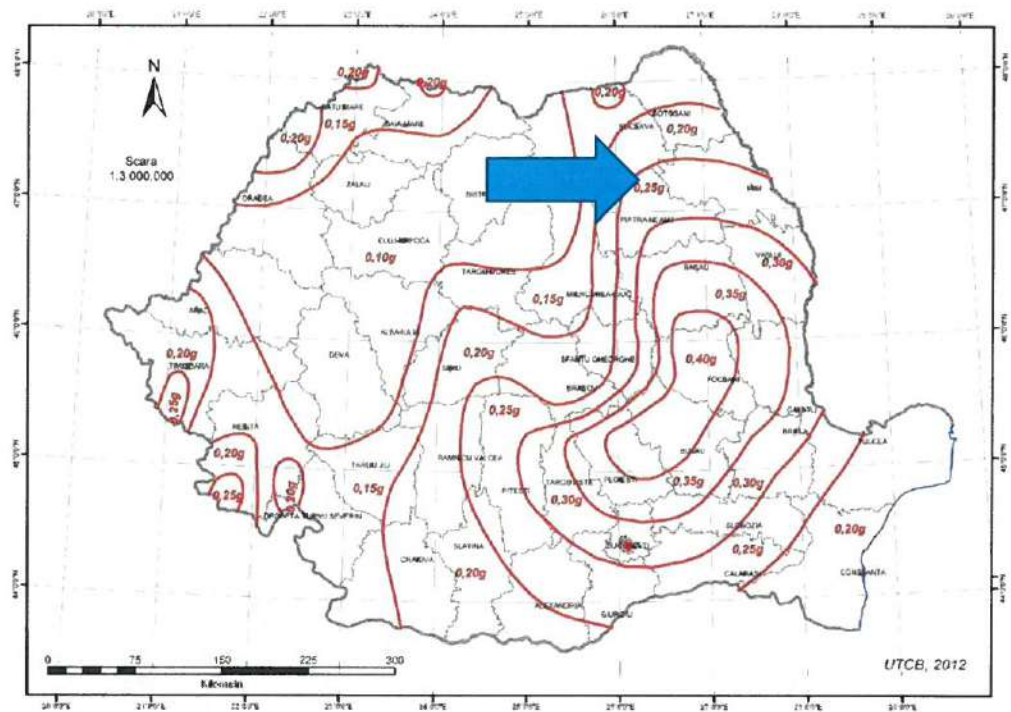 N
Scara
1:3 000.000
0,20g
0,20g
0,20g
SATU MARE
0,15g
BAIA MARE
BOTOSANI
SUCEAVA
0,20g
0,20g
ZALAU
ORADEA
0,25g
PIATRA NEAMT
CLUJ-NAPOCA
0,10g
TARGU MURES
BACAU
VASLUI
0,30g
0,15g
MIERCUREA CIUC
0,35g
ARAD
ALBA IULIA
0,20g
TIMISOARA
DEVA
0,20g
SIBIU
SFANTU GHEORGHE
0,40g
FOCSANI
BRASOV
0,25g
0,25g
GALATI
BRAILA
TULCEA
RESITA
0,20g
RAMNICU VALCEA
BUZAU
TARGU JIU
0,15g
PITESTI
TARGOVISTE
PLOIESTI
0,35g
0,30g
0,30g
0,25g
0,20g
DROBETA TURNU SEVERIN
SLOBOZIA
0,20g
CRAIOVA
SLATINA
0,25g
0,20g
CALARASI
CONSTANTA
ALEXANDRIA
GIURGIU
0
75
150
225
300
Kilometri
UTCB, 2012